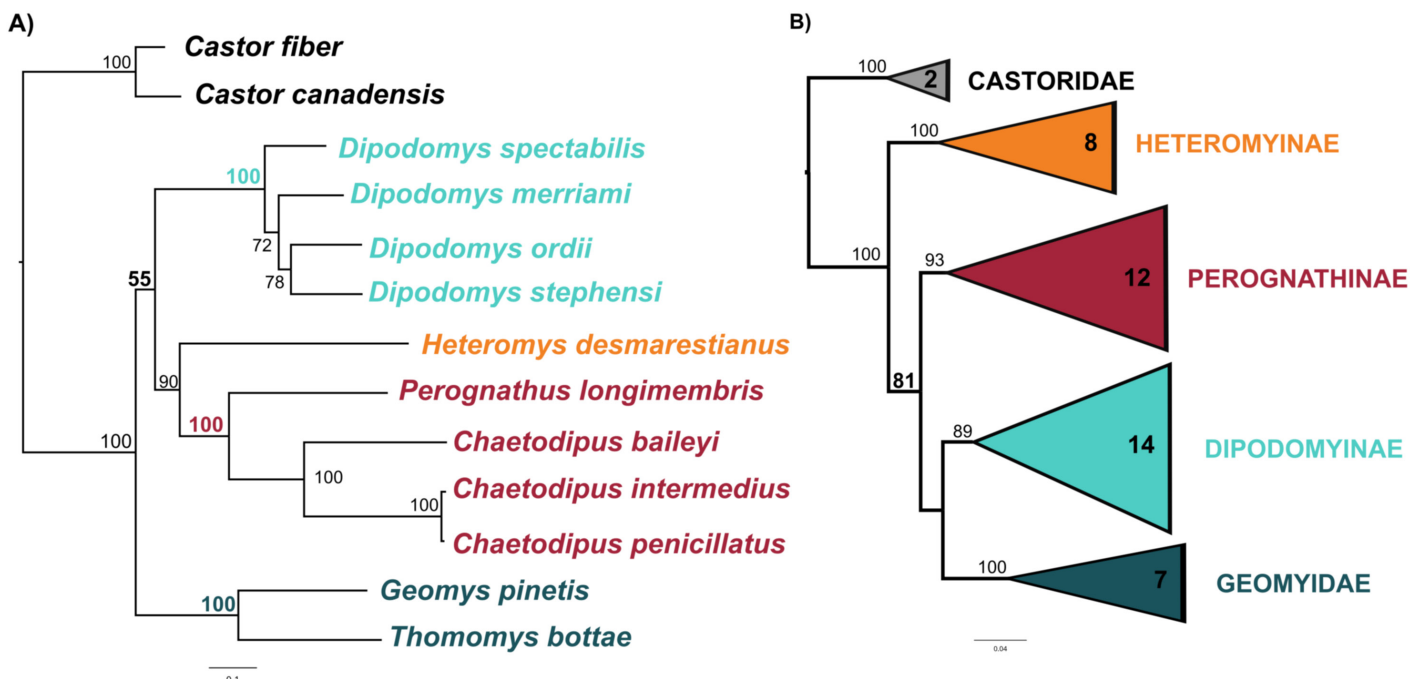 A)
100
Castor fiber
Castor canadensis
100
Dipodomys spectabilis
Dipodomys merriami
72
Dipodomys ordii
78
Dipodomys stephensi
55
Heteromys desmarestianus
90
Perognathus longimembris
100
Chaetodipus baileyi
100
100
Chaetodipus intermedius
100
Chaetodipus penicillatus
Geomys pinetis
100
Thomomys bottae
0.1
B)
100
2
CASTORIDAE
100
8
HETEROMYINAE
100
93
12
PEROGNATHINAE
81
89
14
DIPODOMYINAE
100
7
GEOMYIDAE
0.04